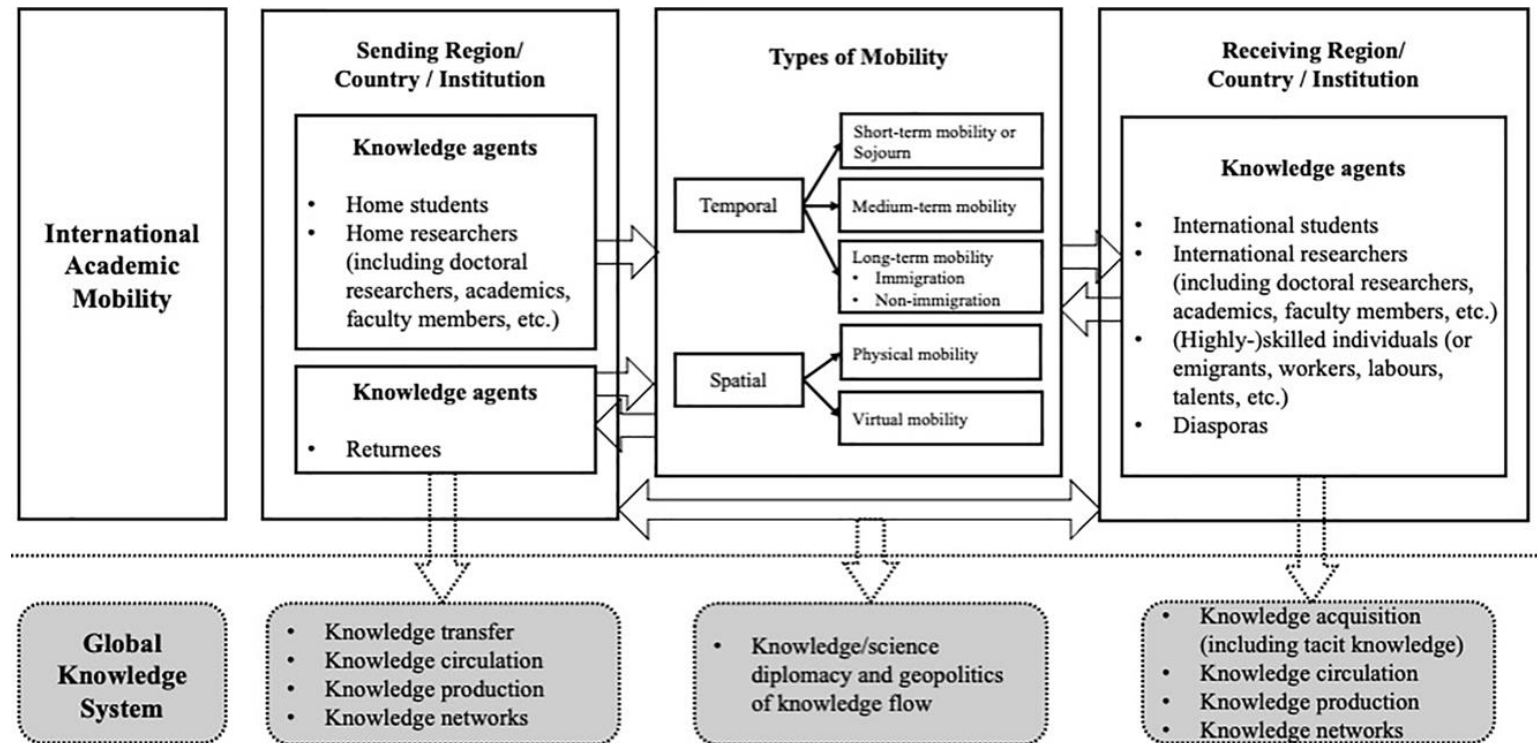 International
Academic
Mobility
Sending Region/
Country / Institution
Knowledge agents
• Home students
• Home researchers
(including doctoral
researchers, academics,
faculty members, etc.)
Knowledge agents
• Returnees
Types of Mobility
Temporal
Short-term mobility or
Sojourn
Medium-term mobility
Long-term mobility
• Immigration
• Non-immigration
Spatial
Physical mobility
Virtual mobility
Receiving Region/
Country / Institution
Knowledge agents
• International students
• International researchers
(including doctoral researchers,
academics, faculty members, etc.)
• (Highly-)skilled individuals (or
emigrants, workers, labours,
talents, etc.)
• Diasporas
Global
Knowledge
System
• Knowledge transfer
• Knowledge circulation
• Knowledge production
• Knowledge networks
• Knowledge/science
diplomacy and geopolitics
of knowledge flow
• Knowledge acquisition
(including tacit knowledge)
• Knowledge circulation
• Knowledge production
• Knowledge networks